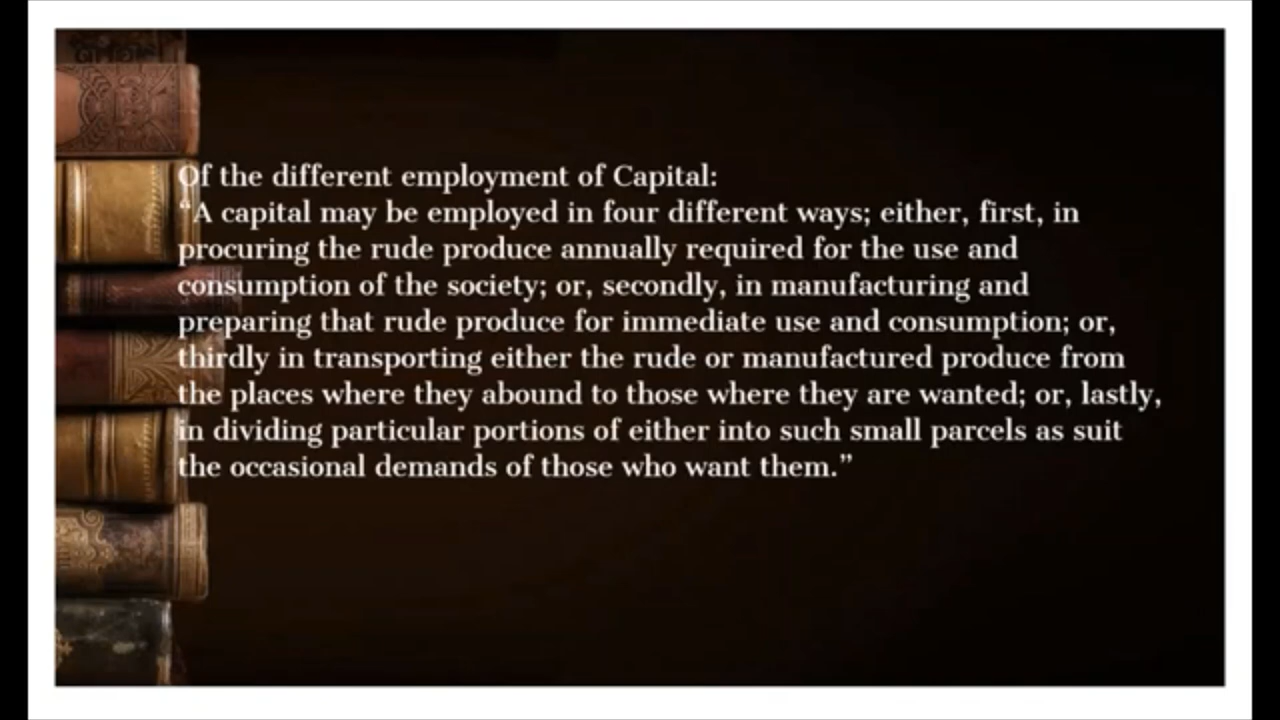 Of the different employment of Capital:
“A capital may be employed in four different ways; either, first, in
procuring the rude produce annually required for the use and
consumption of the society; or, secondly, in manufacturing and
preparing that rude produce for immediate use and consumption; or,
thirdly in transporting either the rude or manufactured produce from
the places where they abound to those where they are wanted; or, lastly,
in dividing particular portions of either into such small parcels as suit
the occasional demands of those who want them.”